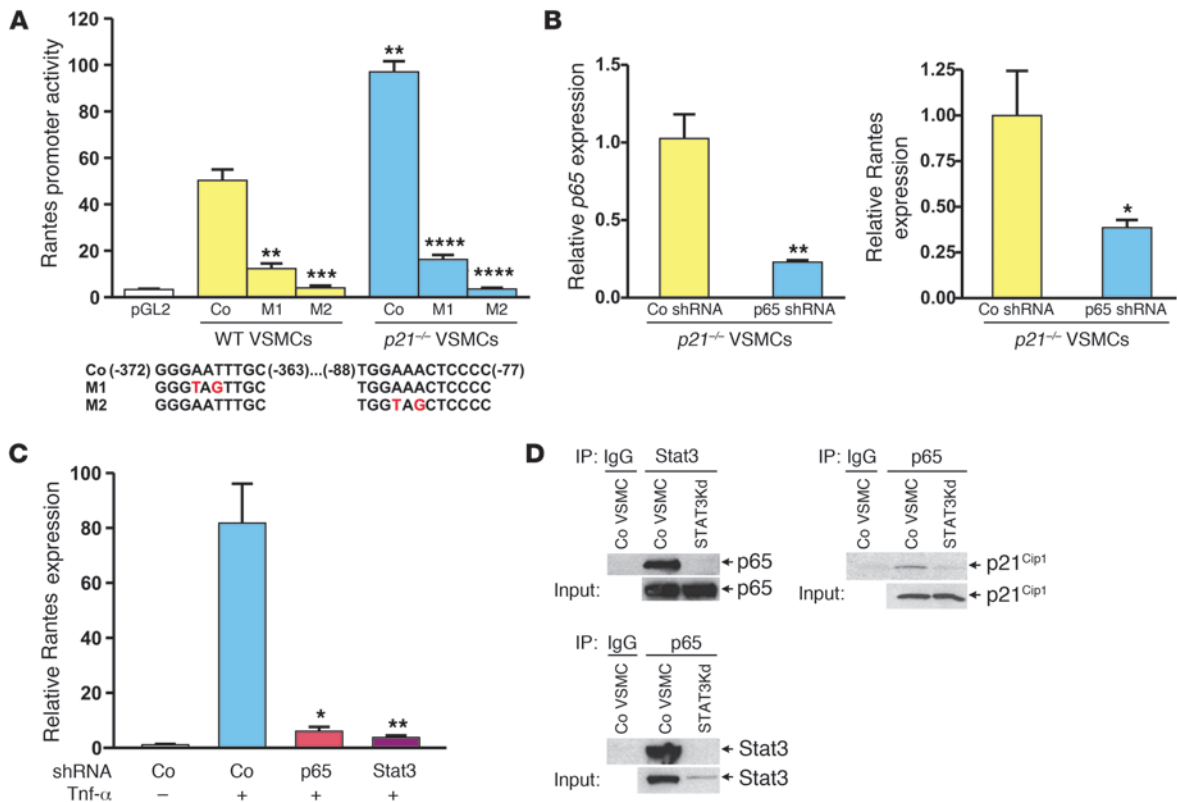 A
Rantes promoter activity
120
100
80
60
40
20
0
** *** ** **** ****
pGL2 Co M1 M2 Co M1 M2
WT VSMCs p21–/– VSMCs
Co (-372) GGGAATTTGC(-363)...(-88)TGGAAACTCCCC(-77)
M1 GGGTAGTTGC TGGAAACTCCCC
M2 GGGAATTTGC TGGTAGCTCCCC
B
Relative p65 expression
1.5
1.0
0.5
0.0
**
Co shRNA p65 shRNA
p21–/– VSMCs
Relative Rantes
expression
1.25
1.00
0.75
0.50
0.25
0.00
*
Co shRNA p65 shRNA
p21–/– VSMCs
C
Relative Rantes expression
100
80
60
40
20
0
* **
shRNA Co Co p65 Stat3
Tnf-α – + + +
D
IP: IgG Stat3
Co VSMC Co VSMC STAT3Kd
p65
Input: p65
IP: IgG p65
Co VSMC Co VSMC STAT3Kd
p21Cip1
Input: p21Cip1
IP: IgG p65
Co VSMC Co VSMC STAT3Kd
Stat3
Input: Stat3